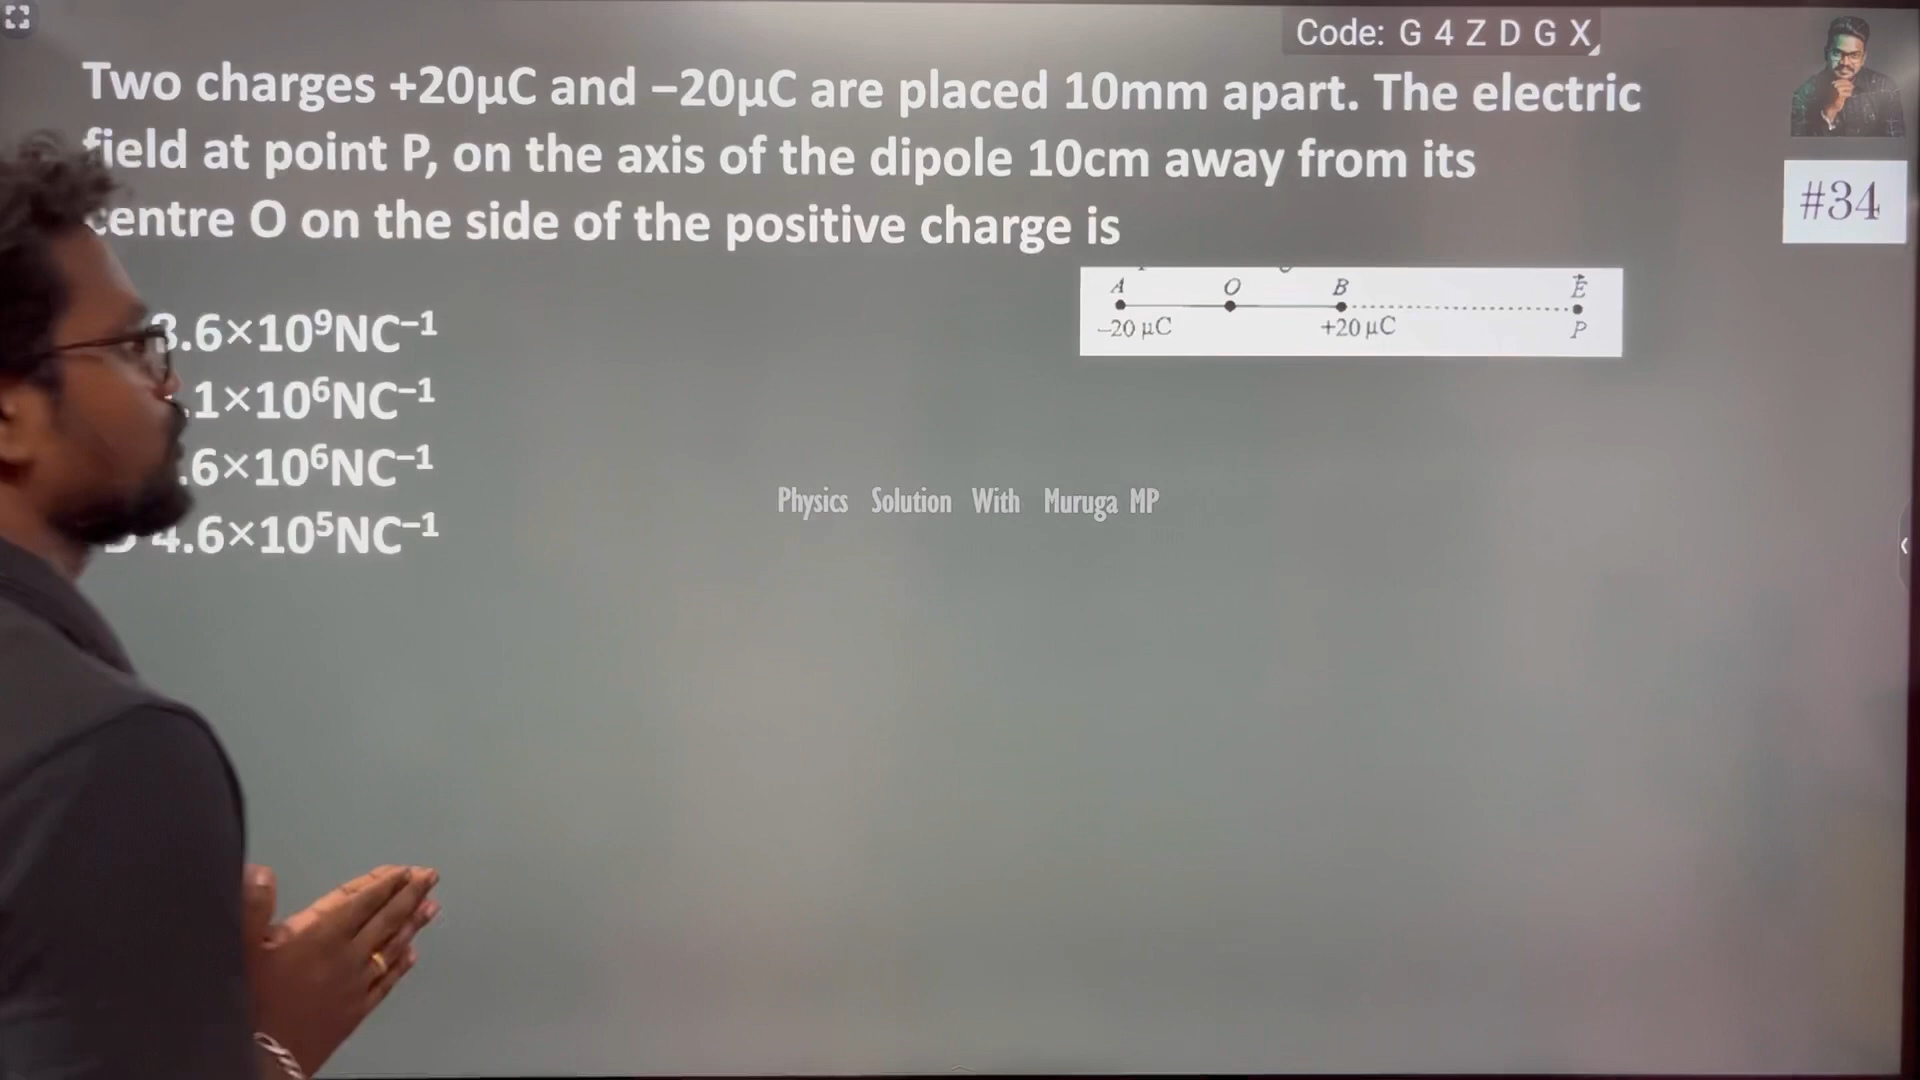 Code: G 4 Z D G X
Two charges +20μC and −20μC are placed 10mm apart. The electric
field at point P, on the axis of the dipole 10cm away from its
centre O on the side of the positive charge is
#34
A O B E⃗
−20 μC +20 μC P
8.6×10⁹NC⁻¹
.1×10⁶NC⁻¹
.6×10⁶NC⁻¹
4.6×10⁵NC⁻¹
Physics Solution With Muruga MP